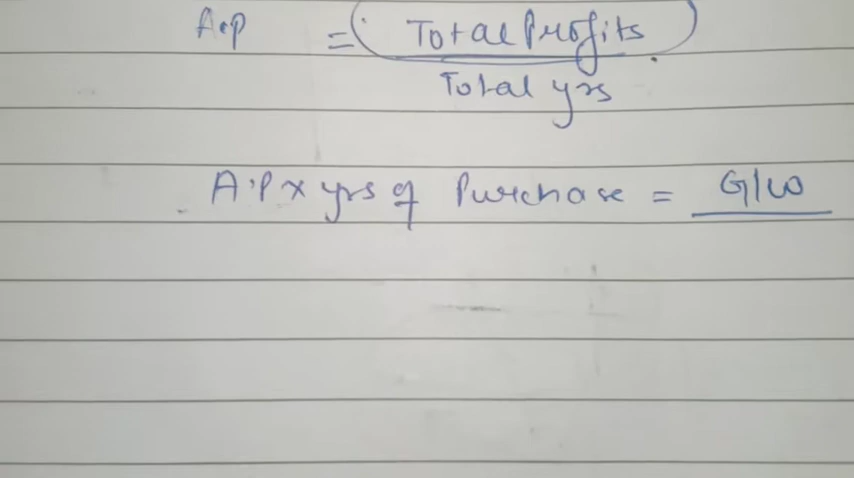 A.P = Total Profits
Total yrs
A.P x yrs of Purchase = G/w